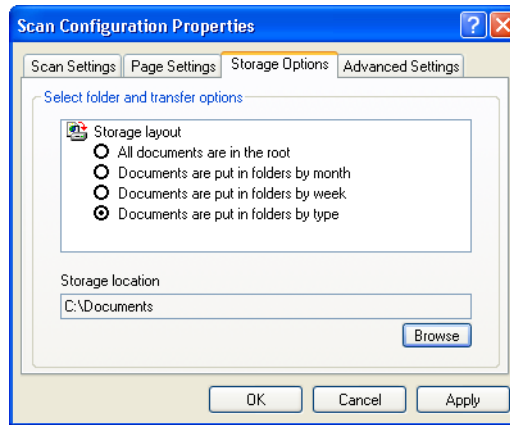 Scan Configuration Properties
Scan Settings Page Settings Storage Options Advanced Settings
Select folder and transfer options
Storage layout
All documents are in the root
Documents are put in folders by month
Documents are put in folders by week
Documents are put in folders by type
Storage location
C:\Documents
Browse
OK Cancel Apply